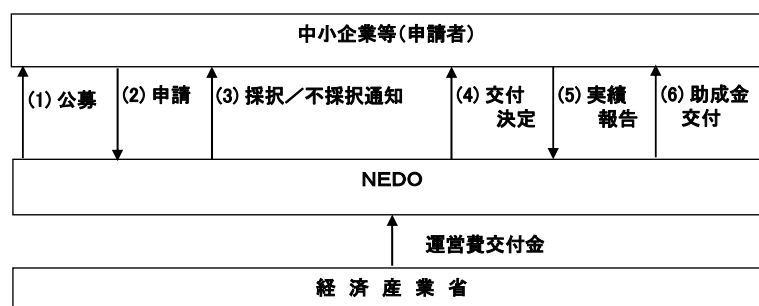 中小企業等（申請者）
(1) 公募
(2) 申請
(3) 採択／不採択通知
(4) 交付
決定
(5) 実績
報告
(6) 助成金
交付
NEDO
運営費交付金
経 済 産 業 省